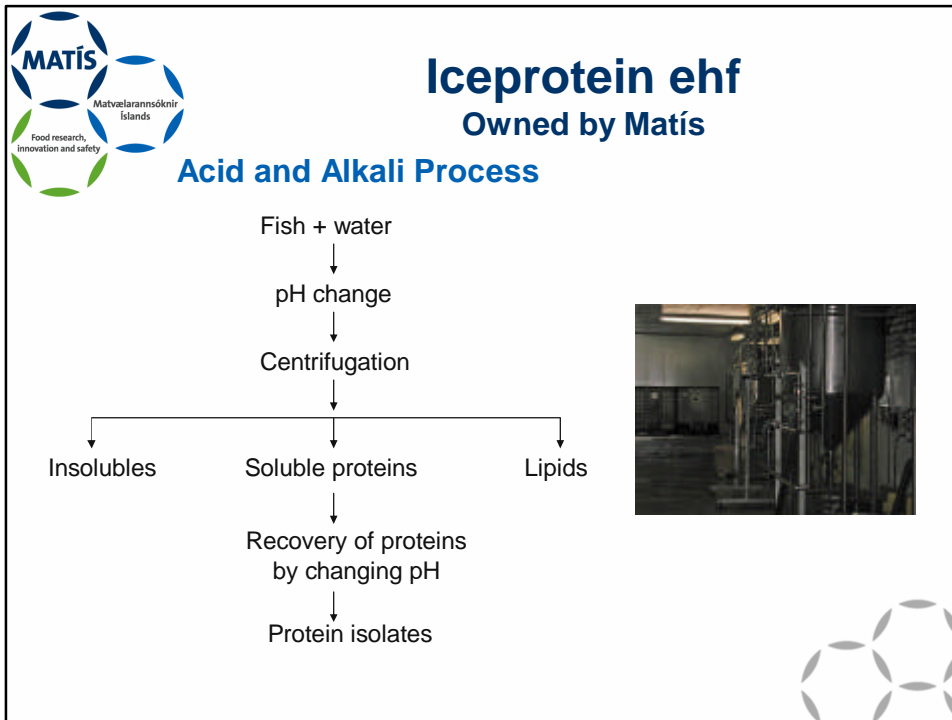 MATÍS
Matvælarannsóknir
Íslands
Food research,
innovation and safety
Iceprotein ehf
Owned by Matís
Acid and Alkali Process
Fish + water
pH change
Centrifugation
Insolubles
Soluble proteins
Lipids
Recovery of proteins
by changing pH
Protein isolates